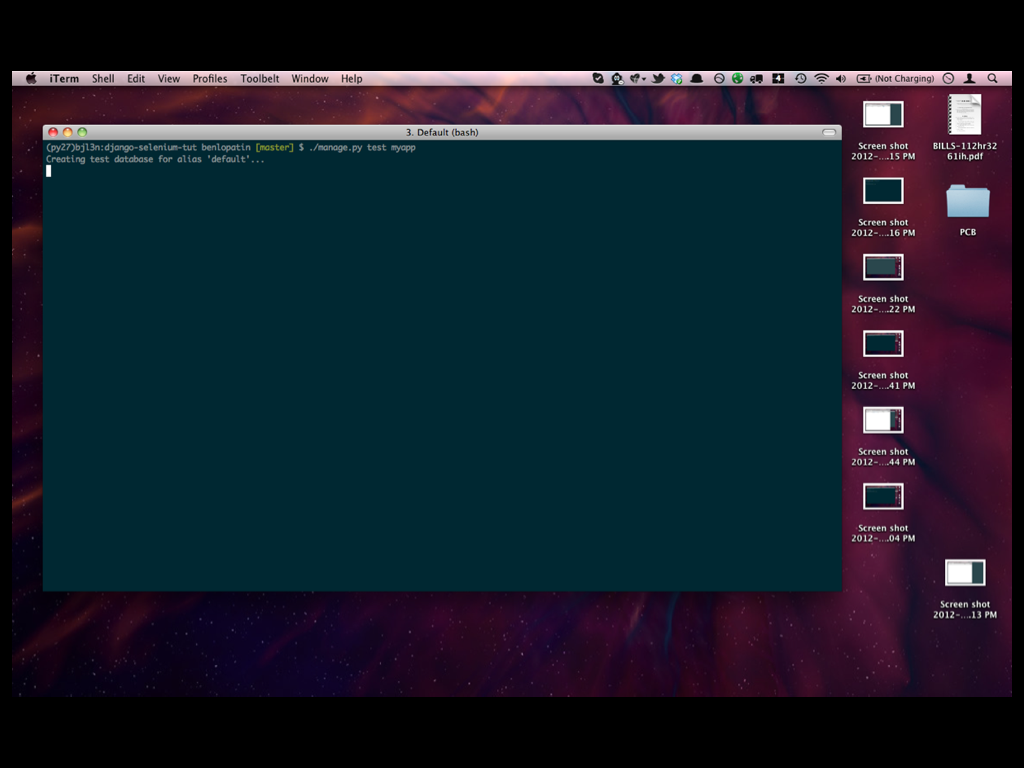 iTerm Shell Edit View Profiles Toolbelt Window Help
4 (Not Charging)
3. Default (bash)
(py27)bjl3n:django-selenium-tut benlopatin [master] $ ./manage.py test myapp
Creating test database for alias 'default'...
Screen shot
2012-....15 PM
BILLS-112hr32
61ih.pdf
Screen shot
2012-....16 PM
PCB
Screen shot
2012-....22 PM
Screen shot
2012-....41 PM
Screen shot
2012-....44 PM
Screen shot
2012-....04 PM
Screen shot
2012-....13 PM